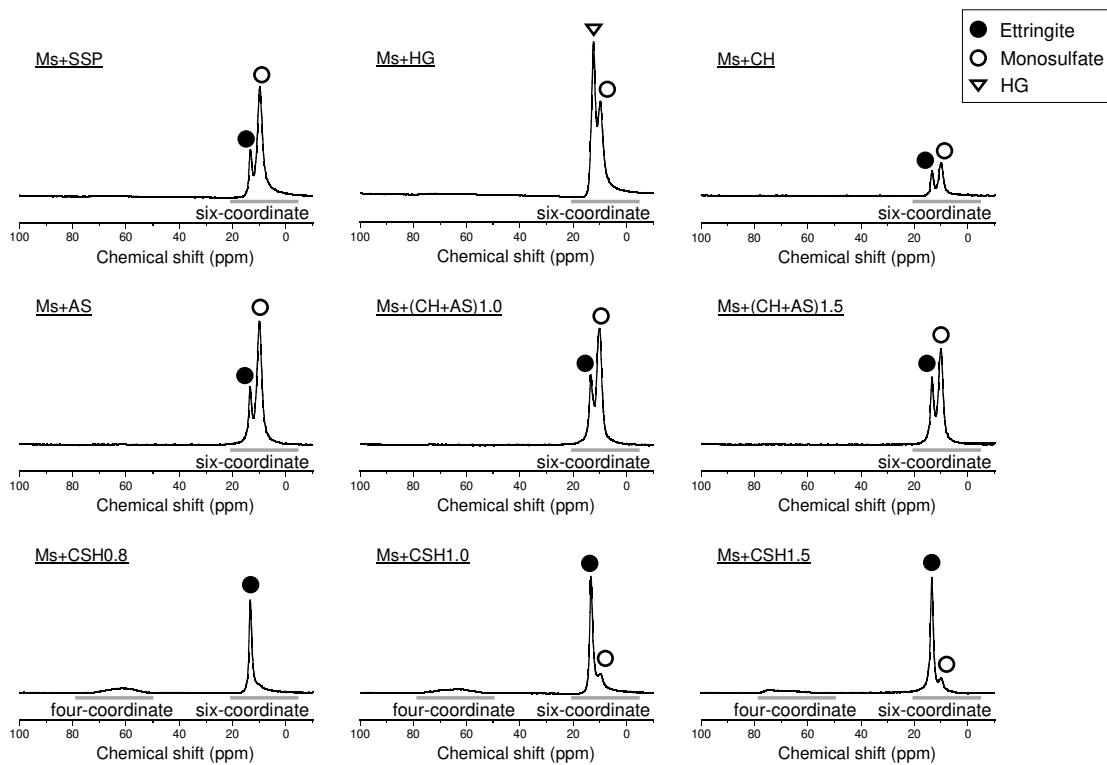 Ms+SSP
Ms+HG
Ms+CH
Ettringite
Monosulfate
HG
six-coordinate
six-coordinate
six-coordinate
100 80 60 40 20 0
100 80 60 40 20 0
100 80 60 40 20 0
Chemical shift (ppm)
Chemical shift (ppm)
Chemical shift (ppm)
Ms+AS
Ms+(CH+AS)1.0
Ms+(CH+AS)1.5
six-coordinate
six-coordinate
six-coordinate
100 80 60 40 20 0
100 80 60 40 20 0
100 80 60 40 20 0
Chemical shift (ppm)
Chemical shift (ppm)
Chemical shift (ppm)
Ms+CSH0.8
Ms+CSH1.0
Ms+CSH1.5
four-coordinate six-coordinate
four-coordinate six-coordinate
four-coordinate six-coordinate
100 80 60 40 20 0
100 80 60 40 20 0
100 80 60 40 20 0
Chemical shift (ppm)
Chemical shift (ppm)
Chemical shift (ppm)